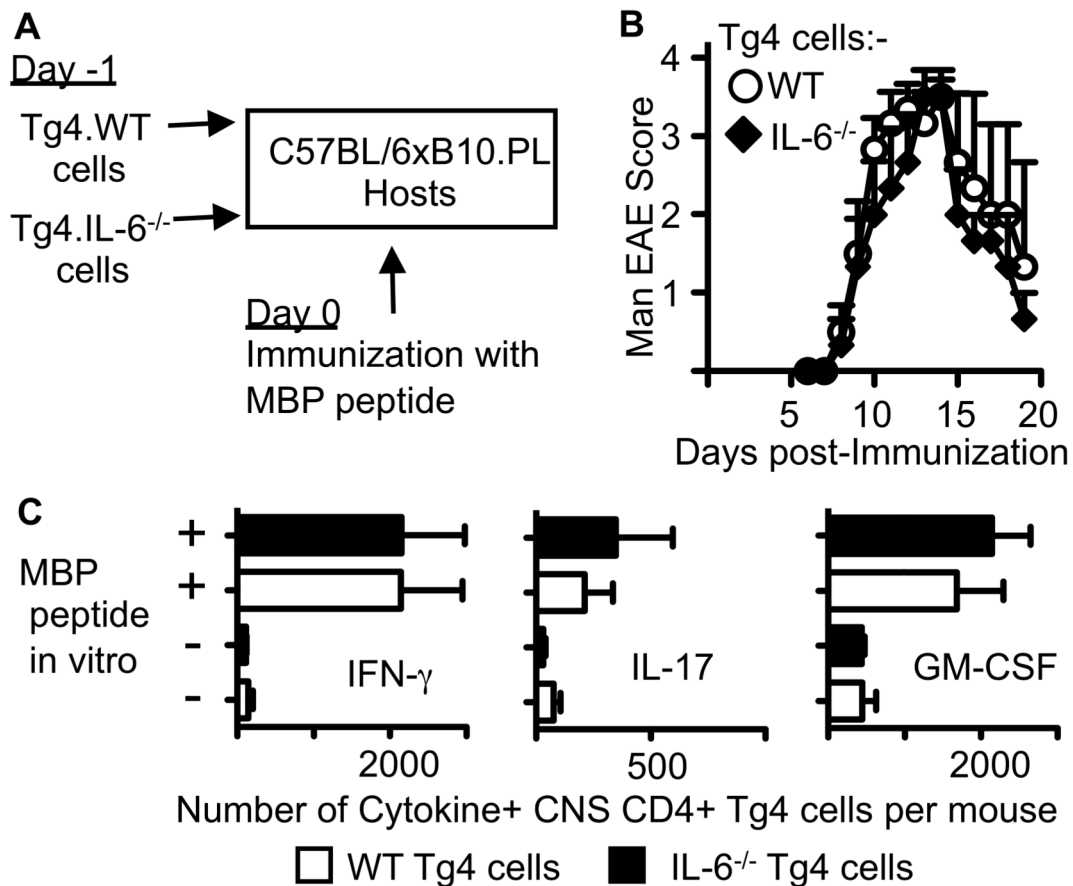 A
Day -1
Tg4.WT
cells
Tg4.IL-6-/-
cells
C57BL/6xB10.PL
Hosts
Day 0
Immunization with
MBP peptide
B
Tg4 cells:-
WT
IL-6-/-
Man EAE Score
4
3
2
1
5 10 15 20
Days post-Immunization
C
MBP
peptide
in vitro
+
+
-
-
IFN-γ
IL-17
GM-CSF
2000
500
2000
Number of Cytokine+ CNS CD4+ Tg4 cells per mouse
WT Tg4 cells
IL-6-/- Tg4 cells